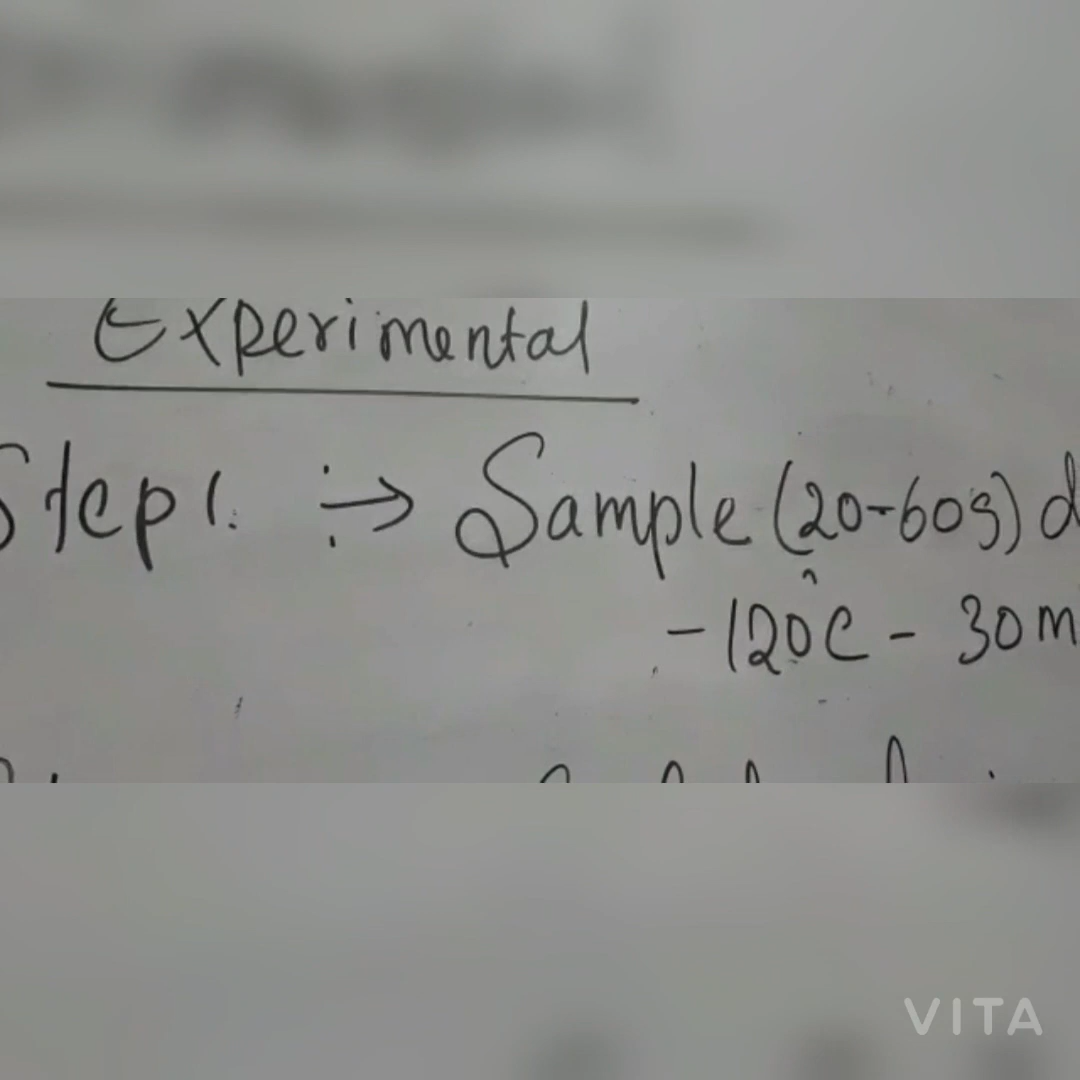 Experimental
Step 1. → Sample (20-60g)
-120°C - 30
VITA